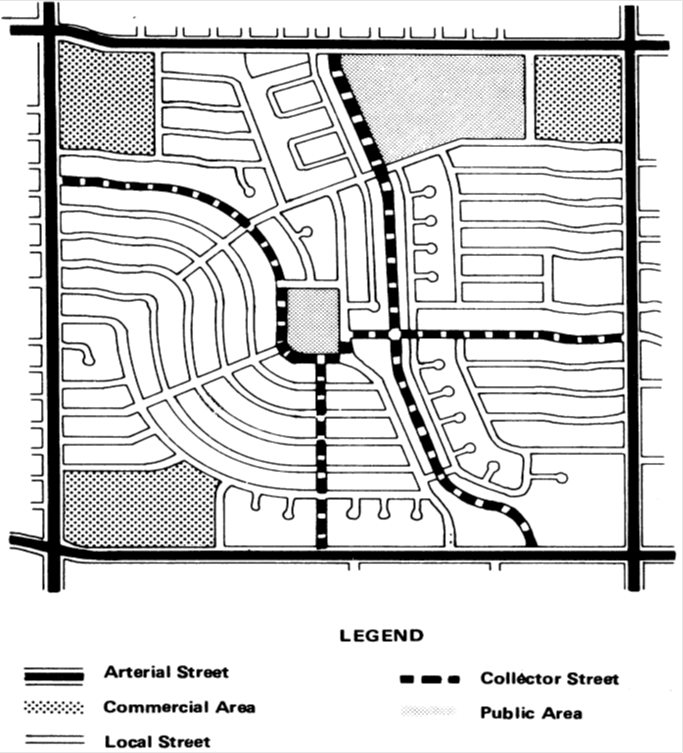 LEGEND
Arterial Street
Commercial Area
Local Street
Collector Street
Public Area